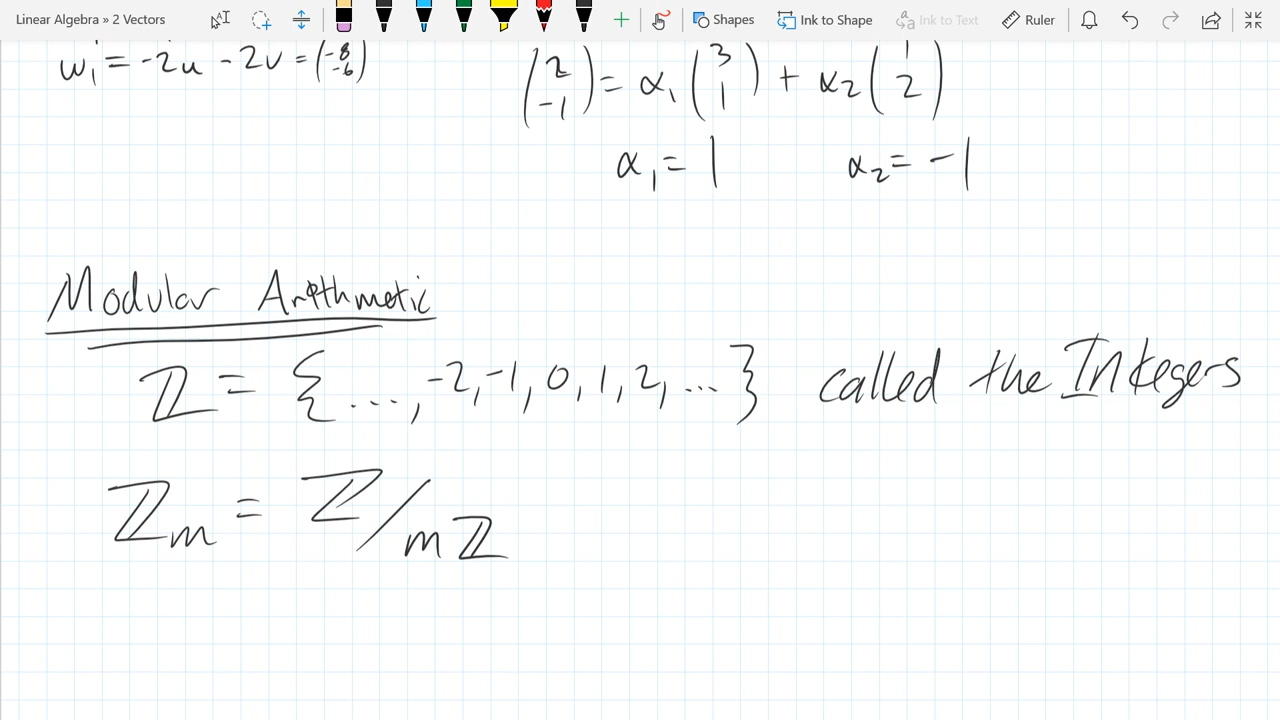 Linear Algebra » 2 Vectors
Shapes
Ink to Shape
Ink to Text
Ruler
w₁ = -2u - 2v = (-8 -6)
(2 -1) = α₁ (3 1) + α₂ (1 2)
α₁ = 1 α₂ = -1
Modular Arithmetic
ℤ = {..., -2, -1, 0, 1, 2, ...} called the Integers
ℤₘ = ℤ/mℤ